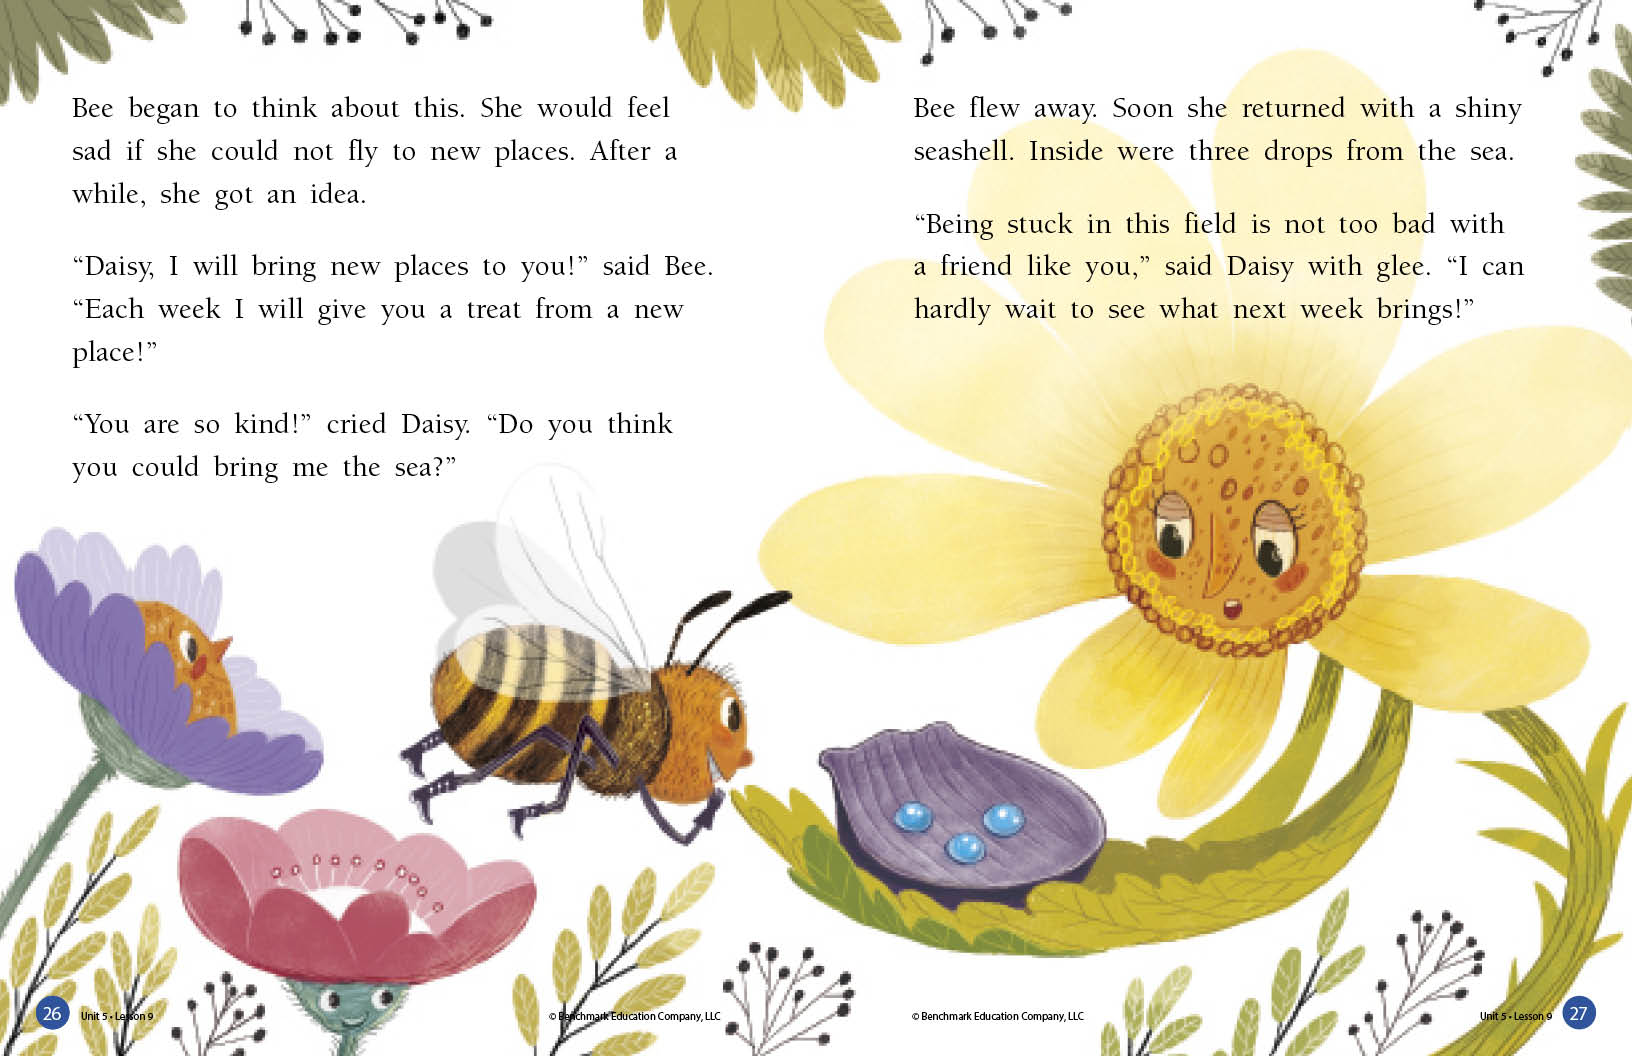 Bee began to think about this. She would feel
sad if she could not fly to new places. After a
while, she got an idea.
“Daisy, I will bring new places to you!” said Bee.
“Each week I will give you a treat from a new
place!”
“You are so kind!” cried Daisy. “Do you think
you could bring me the sea?”
26
Unit 5 • Lesson 9
© Benchmark Education Company, LLC
Bee flew away. Soon she returned with a shiny
seashell. Inside were three drops from the sea.
“Being stuck in this field is not too bad with
a friend like you,” said Daisy with glee. “I can
hardly wait to see what next week brings!”
© Benchmark Education Company, LLC
Unit 5 • Lesson 9
27